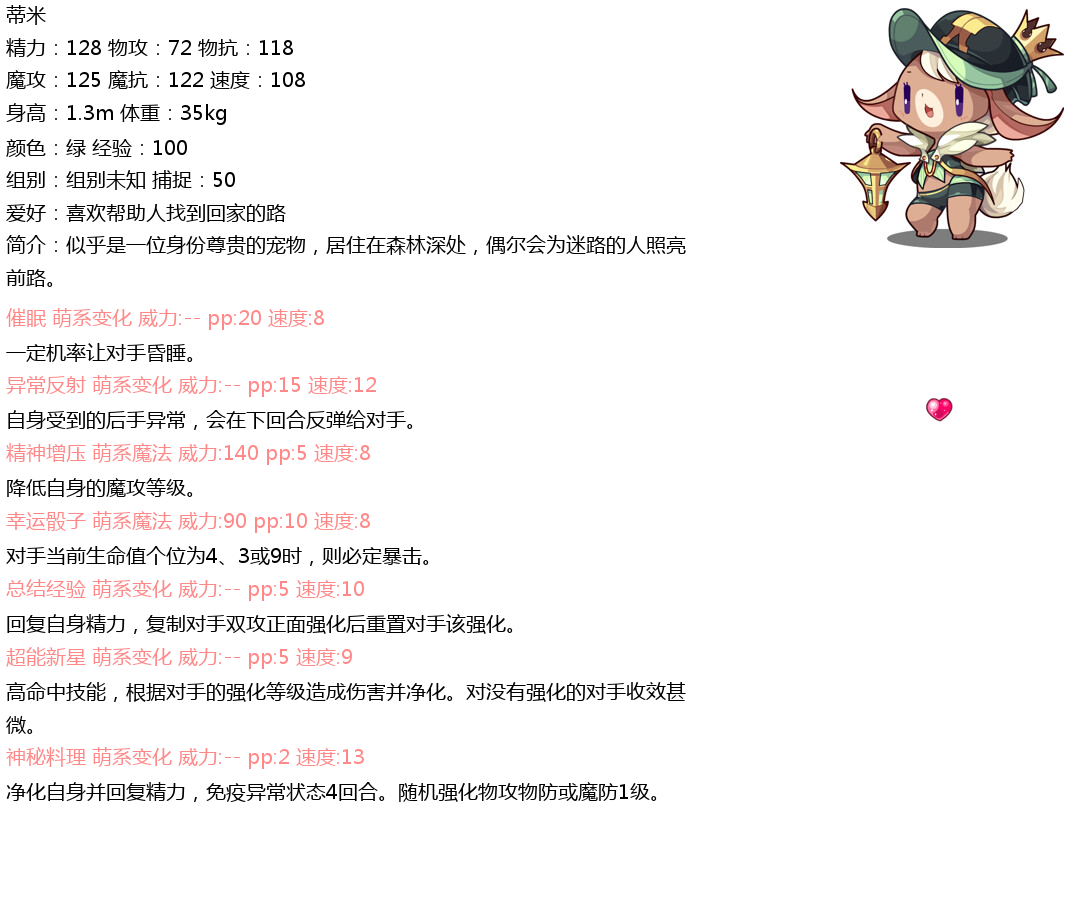 蒂米
精力：128 物攻：72 物抗：118
魔攻：125 魔抗：122 速度：108
身高：1.3m 体重：35kg
颜色：绿 经验：100
组别：组别未知 捕捉：50
爱好：喜欢帮助人找到回家的路
简介：似乎是一位身份尊贵的宠物，居住在森林深处，偶尔会为迷路的人照亮
前路。
催眠 萌系变化 威力:-- pp:20 速度:8
一定机率让对手昏睡。
异常反射 萌系变化 威力:-- pp:15 速度:12
自身受到的后手异常，会在下回合反弹给对手。
精神增压 萌系魔法 威力:140 pp:5 速度:8
降低自身的魔攻等级。
幸运骰子 萌系魔法 威力:90 pp:10 速度:8
对手当前生命值个位为4、3或9时，则必定暴击。
总结经验 萌系变化 威力:-- pp:5 速度:10
回复自身精力，复制对手双攻正面强化后重置对手该强化。
超能新星 萌系变化 威力:-- pp:5 速度:9
高命中技能，根据对手的强化等级造成伤害并净化。对没有强化的对手收效甚
微。
神秘料理 萌系变化 威力:-- pp:2 速度:13
净化自身并回复精力，免疫异常状态4回合。随机强化物攻物防或魔防1级。